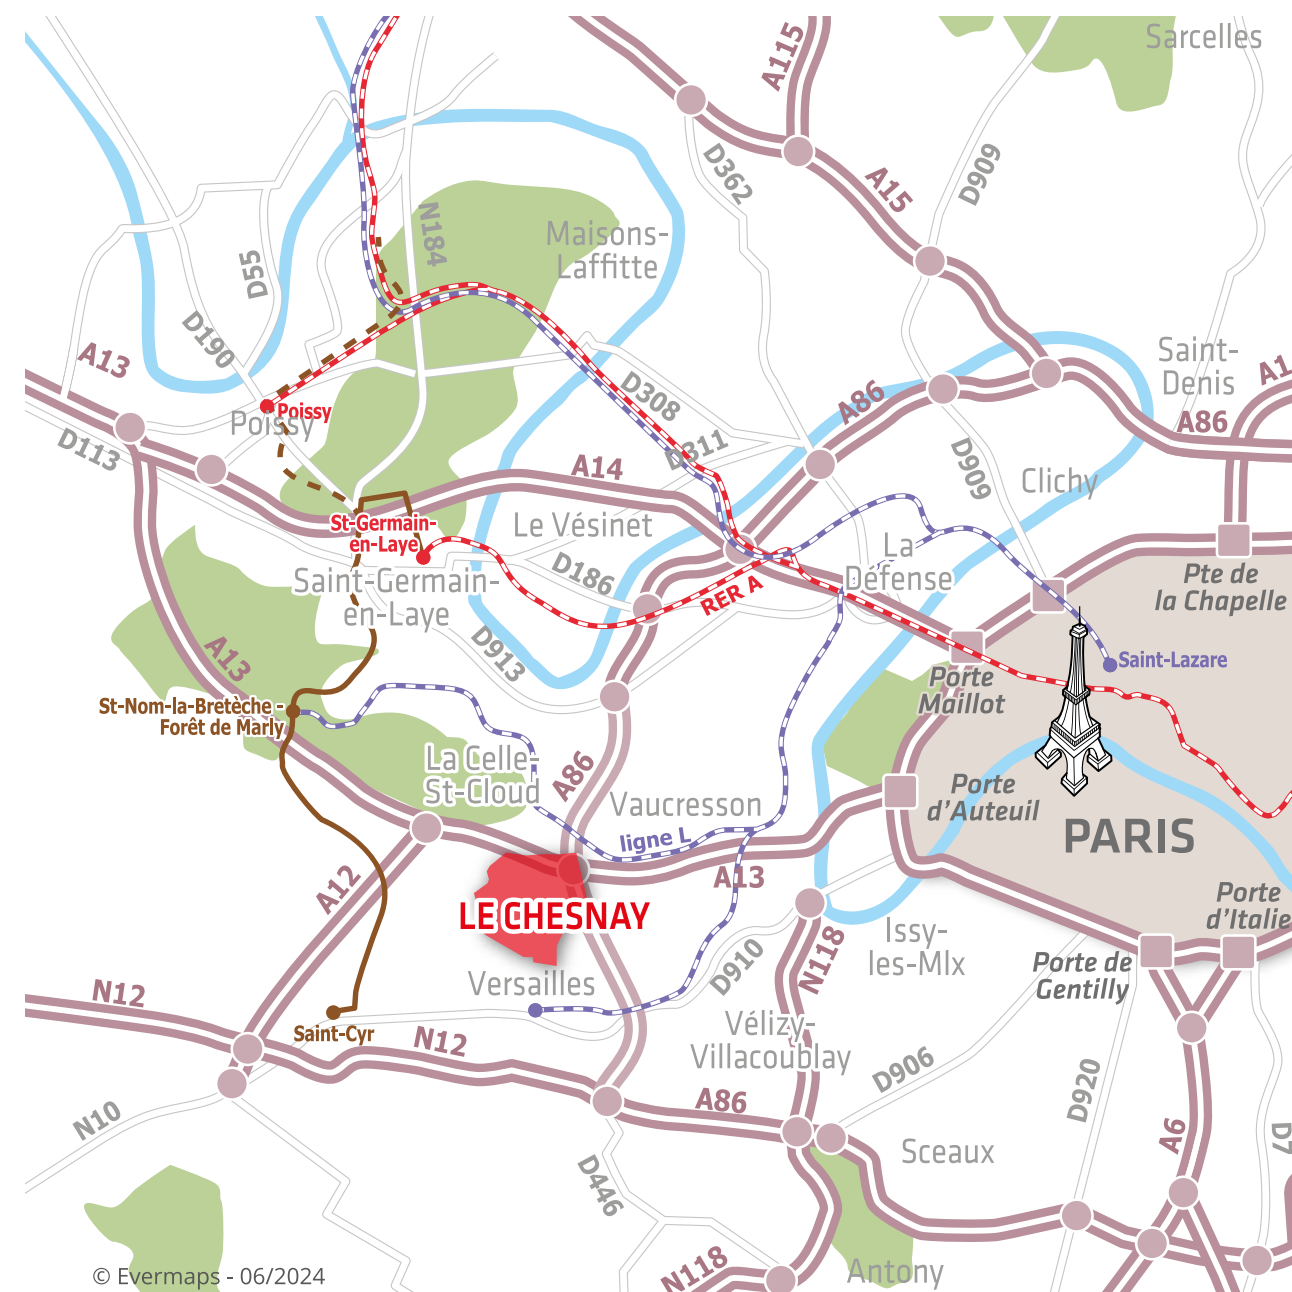 Sarcelles
A115
D362
A15
D909
N184
Maisons-
Laffitte
D55
D190
A13
Saint-
Denis
A1
A86
A86
D308
Poissy
Poissy
D113
D311
D909
A14
Clichy
Le Vésinet
St-Germain-
en-Laye
La
Défense
Saint-Germain-
en-Laye
D186
RER A
Pte de
la Chapelle
A13
D913
Saint-Lazare
Porte
Maillot
St-Nom-la-Bretèche -
Forêt de Marly
La Celle-
St-Cloud
A86
Vaucresson
Porte
d'Auteuil
ligne L
PARIS
A12
A13
LE CHESNAY
Porte
d'Italie
Issy-
les-Mlx
N118
D910
Porte de
Gentilly
Versailles
N12
Saint-Cyr
N12
Vélizy-
Villacoublay
D906
D920
A86
N10
A6
D7
Sceaux
D446
N118
Antony
© Evermaps - 06/2024